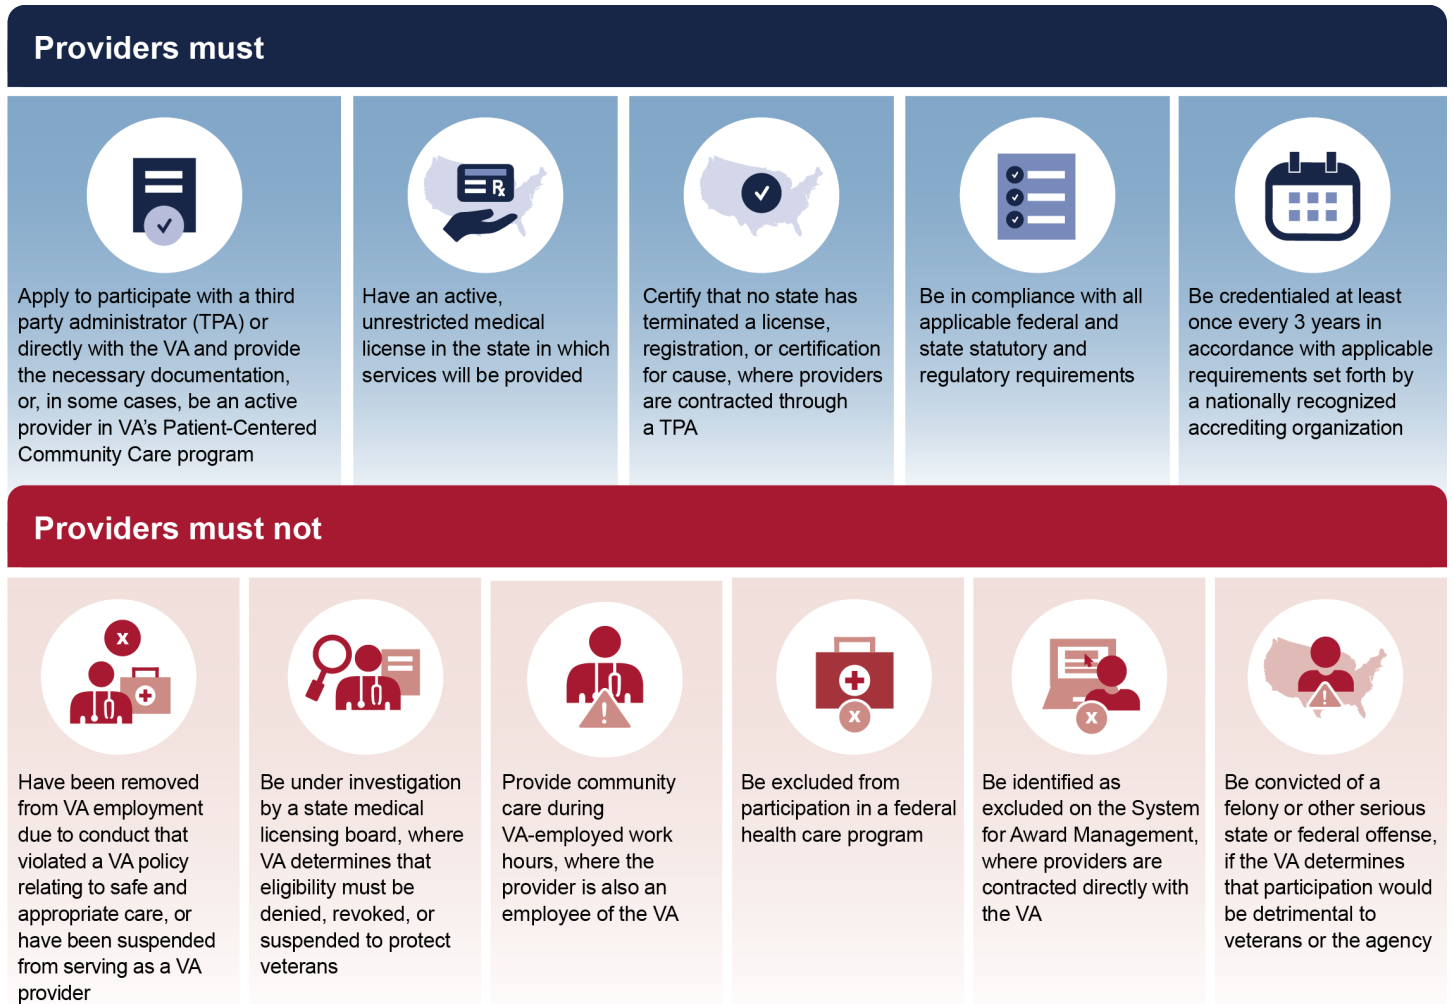 Providers must
Apply to participate with a third
party administrator (TPA) or
directly with the VA and provide
the necessary documentation,
or, in some cases, be an active
provider in VA’s Patient-Centered
Community Care program
Rx
Have an active,
unrestricted medical
license in the state in which
services will be provided
Certify that no state has
terminated a license,
registration, or certification
for cause, where providers
are contracted through
a TPA
Be in compliance with all
applicable federal and
state statutory and
regulatory requirements
Be credentialed at least
once every 3 years in
accordance with applicable
requirements set forth by
a nationally recognized
accrediting organization
Providers must not
x
Have been removed
from VA employment
due to conduct that
violated a VA policy
relating to safe and
appropriate care, or
have been suspended
from serving as a VA
provider
Be under investigation
by a state medical
licensing board, where
VA determines that
eligibility must be
denied, revoked, or
suspended to protect
veterans
!
Provide community
care during
VA-employed work
hours, where the
provider is also an
employee of the VA
x
Be excluded from
participation in a federal
health care program
x
Be identified as
excluded on the System
for Award Management,
where providers are
contracted directly with
the VA
!
Be convicted of a
felony or other serious
state or federal offense,
if the VA determines
that participation would
be detrimental to
veterans or the agency